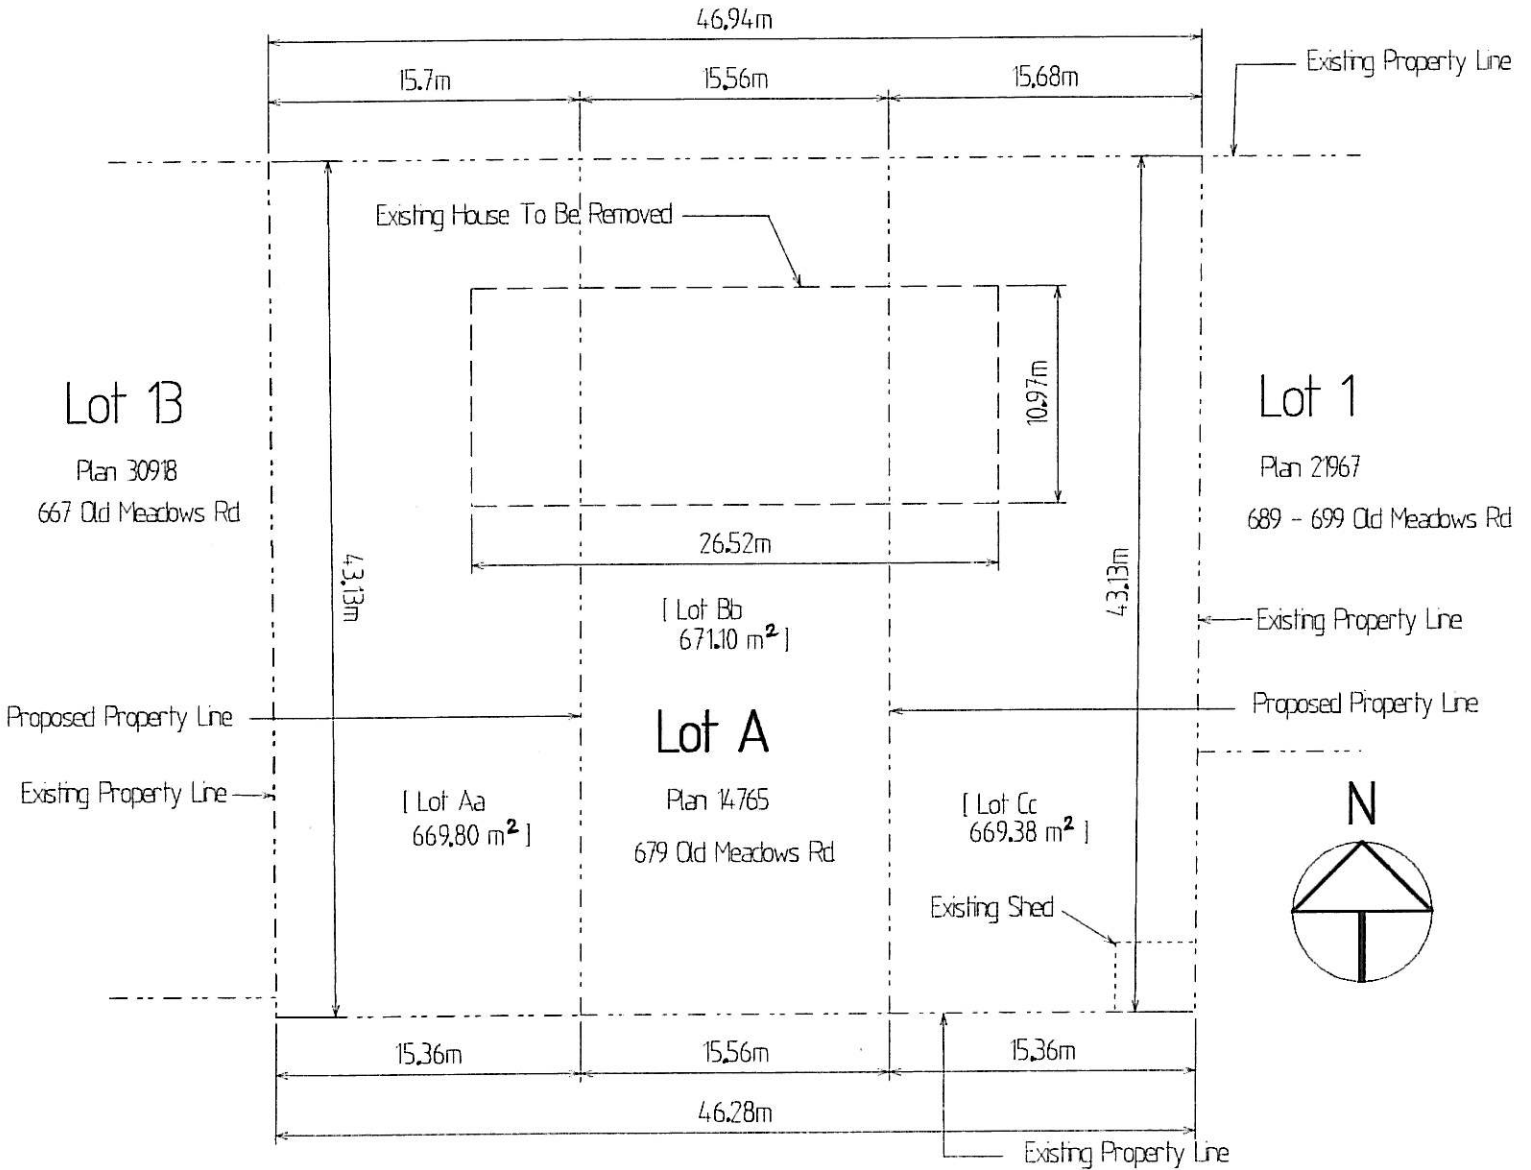 46.94m
15.7m 15.56m 15.68m
Existing Property Line
Existing House To Be Removed
10.97m
Lot 13
Plan 30918
667 Old Meadows Rd
Lot 1
Plan 21967
689 - 699 Old Meadows Rd
26.52m
43.13m
43.13m
[ Lot Bb
671.10 m² ]
Existing Property Line
Proposed Property Line
Proposed Property Line
Lot A
Existing Property Line
[ Lot Aa
669.80 m² ]
Plan 14765
679 Old Meadows Rd
[ Lot Cc
669.38 m² ]
N
Existing Shed
15.36m 15.56m 15.36m
46.28m
Existing Property Line